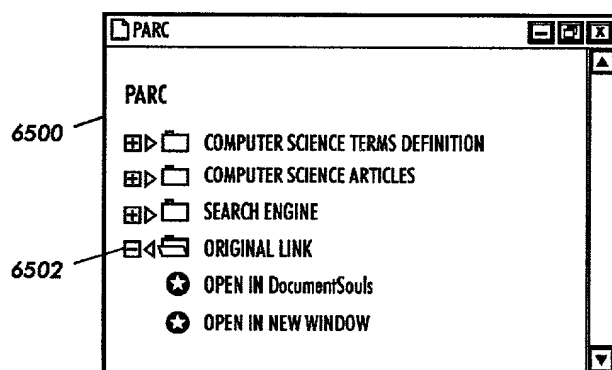 PARC
PARC
6500
COMPUTER SCIENCE TERMS DEFINITION
COMPUTER SCIENCE ARTICLES
SEARCH ENGINE
ORIGINAL LINK
6502
OPEN IN DocumentSouls
OPEN IN NEW WINDOW